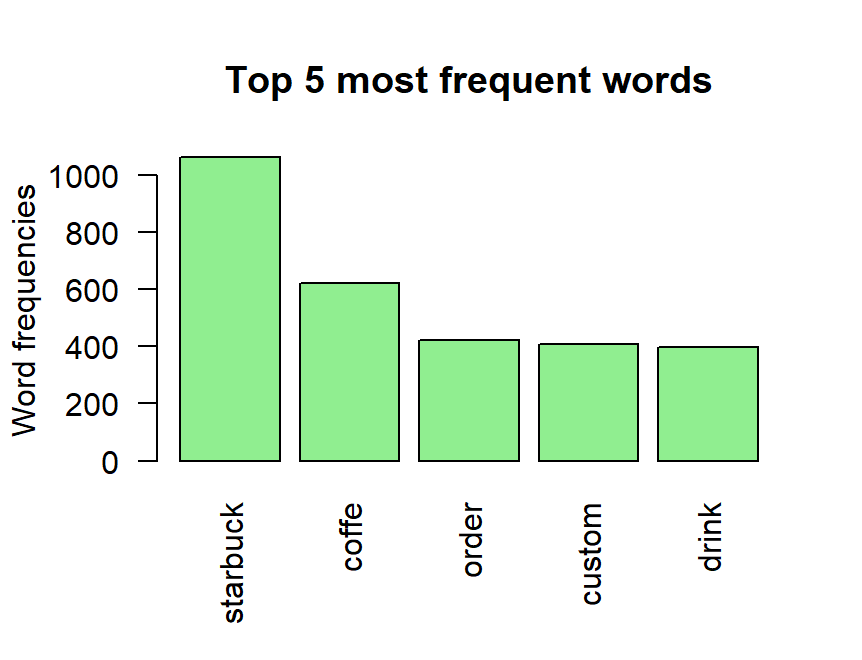 Top 5 most frequent words
Word frequencies
1000
800
600
400
200
0
starbuck
coffe
order
custom
drink